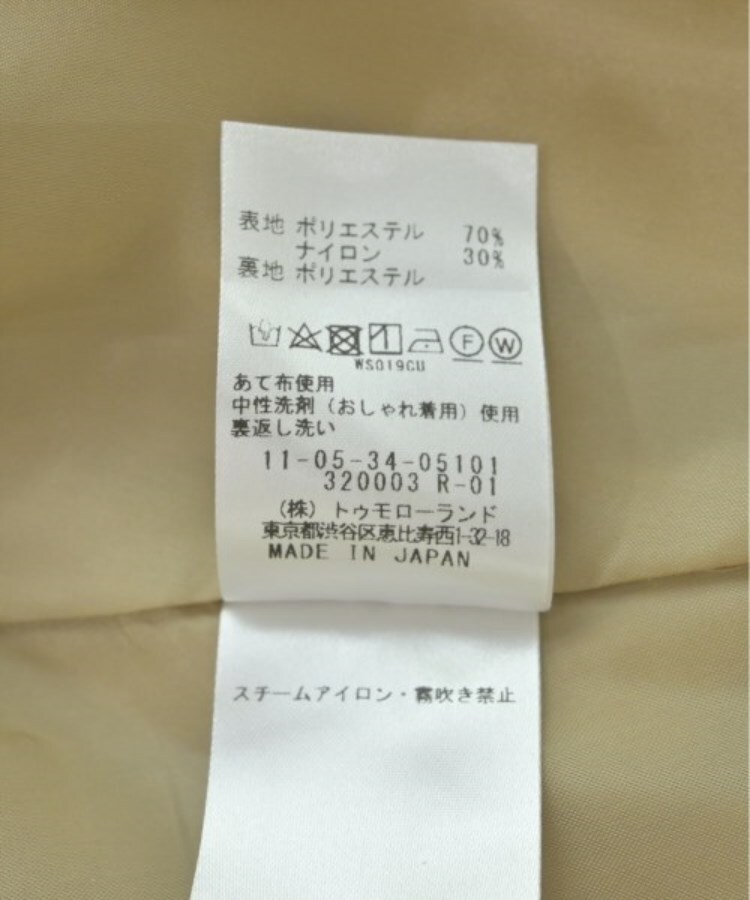 表地 ポリエステル 70%
ナイロン 30%
裏地 ポリエステル
F W
WS019CU
あて布使用
中性洗剤（おしゃれ着用）使用
裏返し洗い
11-05-34-05101
320003 R-01
（株）トゥモローランド
東京都渋谷区恵比寿西1-32-18
MADE IN JAPAN
スチームアイロン・霧吹き禁止